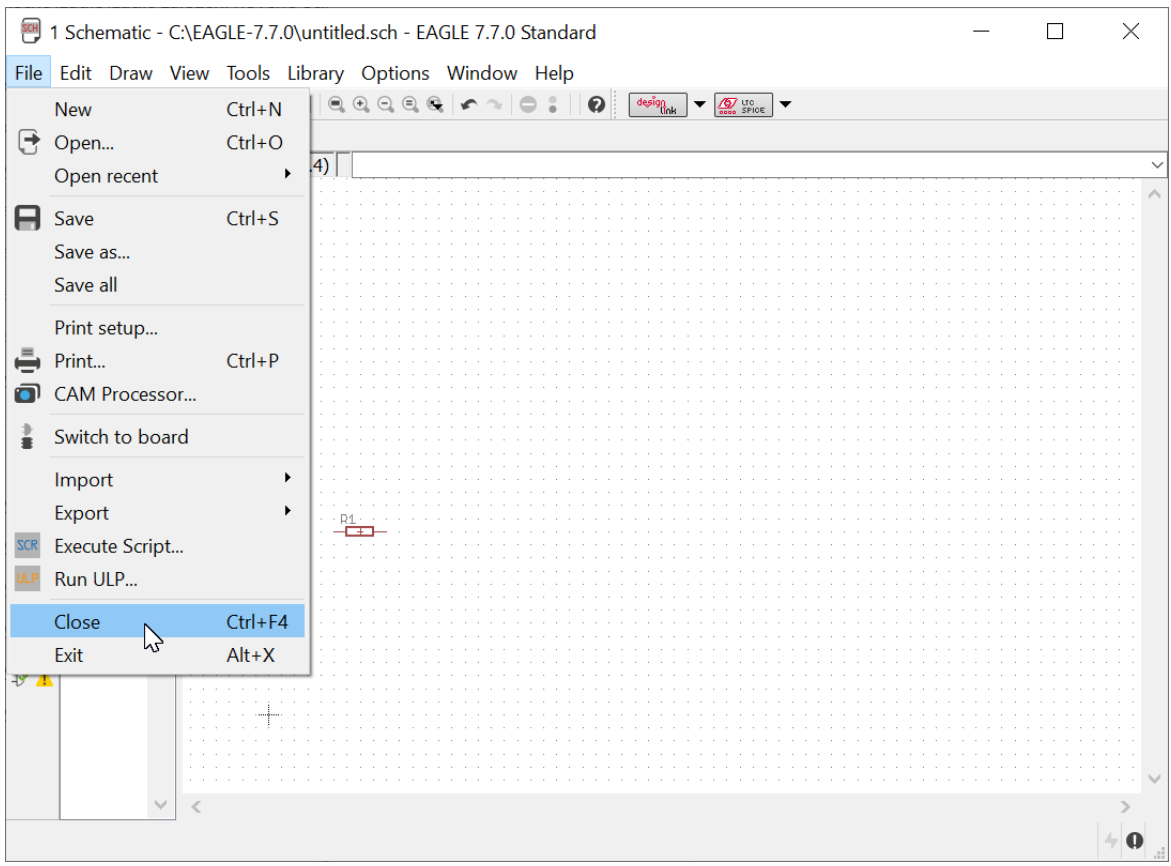 1 Schematic - C:\EAGLE-7.7.0\untitled.sch - EAGLE 7.7.0 Standard
File Edit Draw View Tools Library Options Window Help
New Ctrl+N
design link LTC SPICE
Open... Ctrl+O
.4)
Open recent
Save Ctrl+S
Save as...
Save all
Print setup...
Print... Ctrl+P
CAM Processor...
Switch to board
Import
Export
R1
SCR Execute Script...
ULP Run ULP...
Close Ctrl+F4
Exit Alt+X